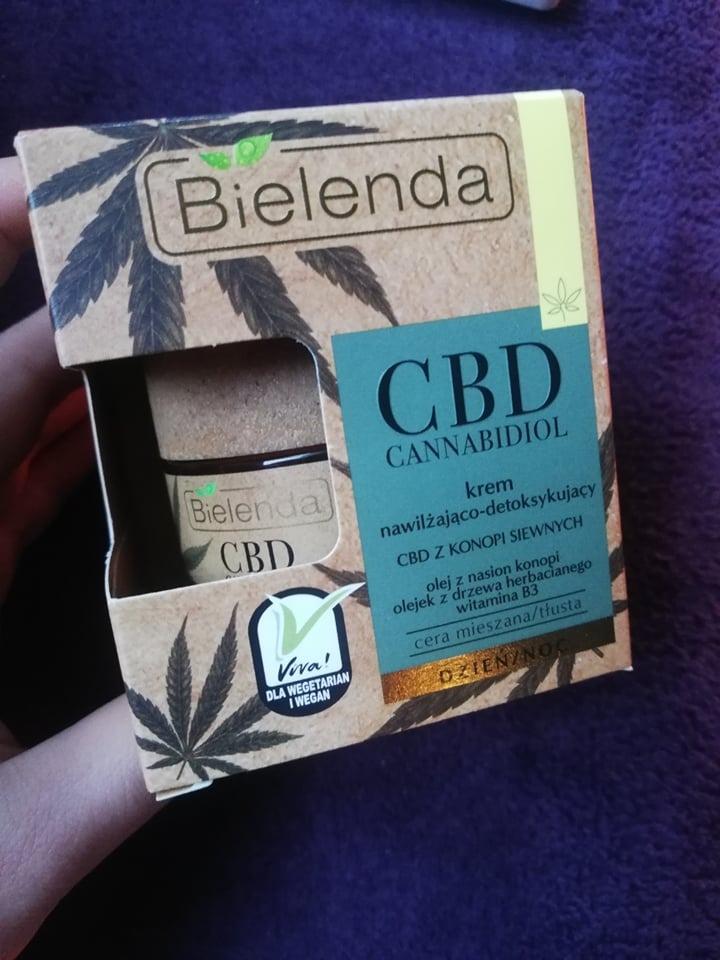 Bielenda
CBD
CANNABIDIOL
krem
nawilżająco-detoksykujący
CBD Z KONOPI SIEWNYCH
olej z nasion konopi
olejek z drzewa herbacianego
witamina B3
cera mieszana/tłusta
DZIEŃ/NOC
Bielenda
CBD
Viva!
DLA WEGETARIAN
I WEGAN